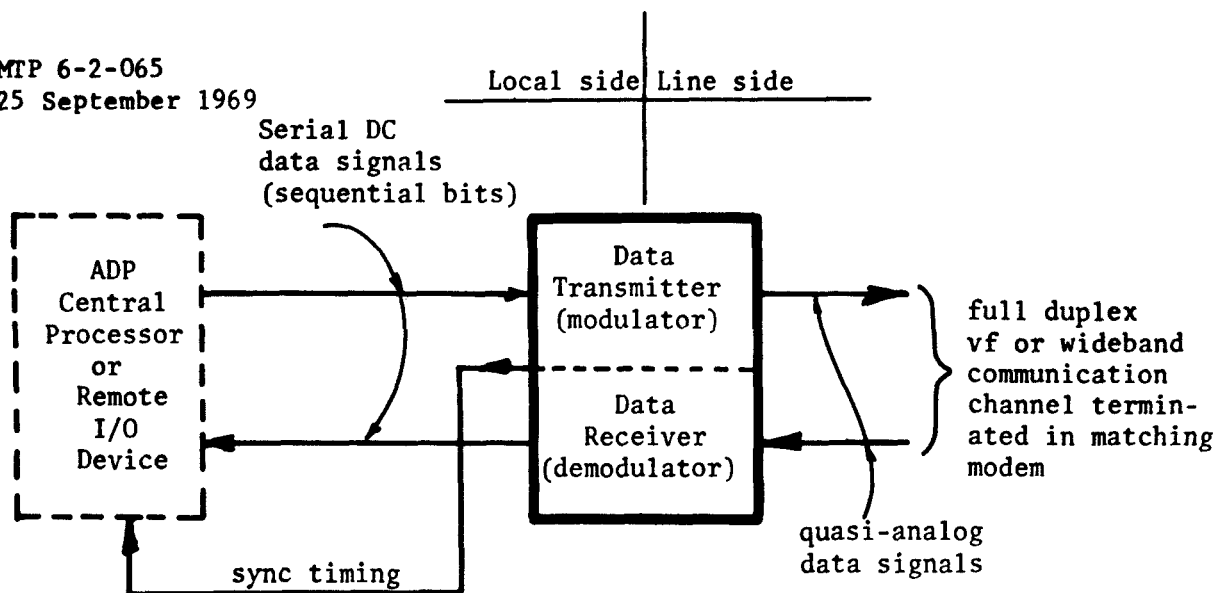 MTP 6-2-065
25 September 1969
Local side Line side
Serial DC
data signals
(sequential bits)
ADP
Central
Processor
or
Remote
I/O
Device
Data
Transmitter
(modulator)
Data
Receiver
(demodulator)
full duplex
vf or wideband
communication
channel termin-
ated in matching
modem
quasi-analog
data signals
sync timing